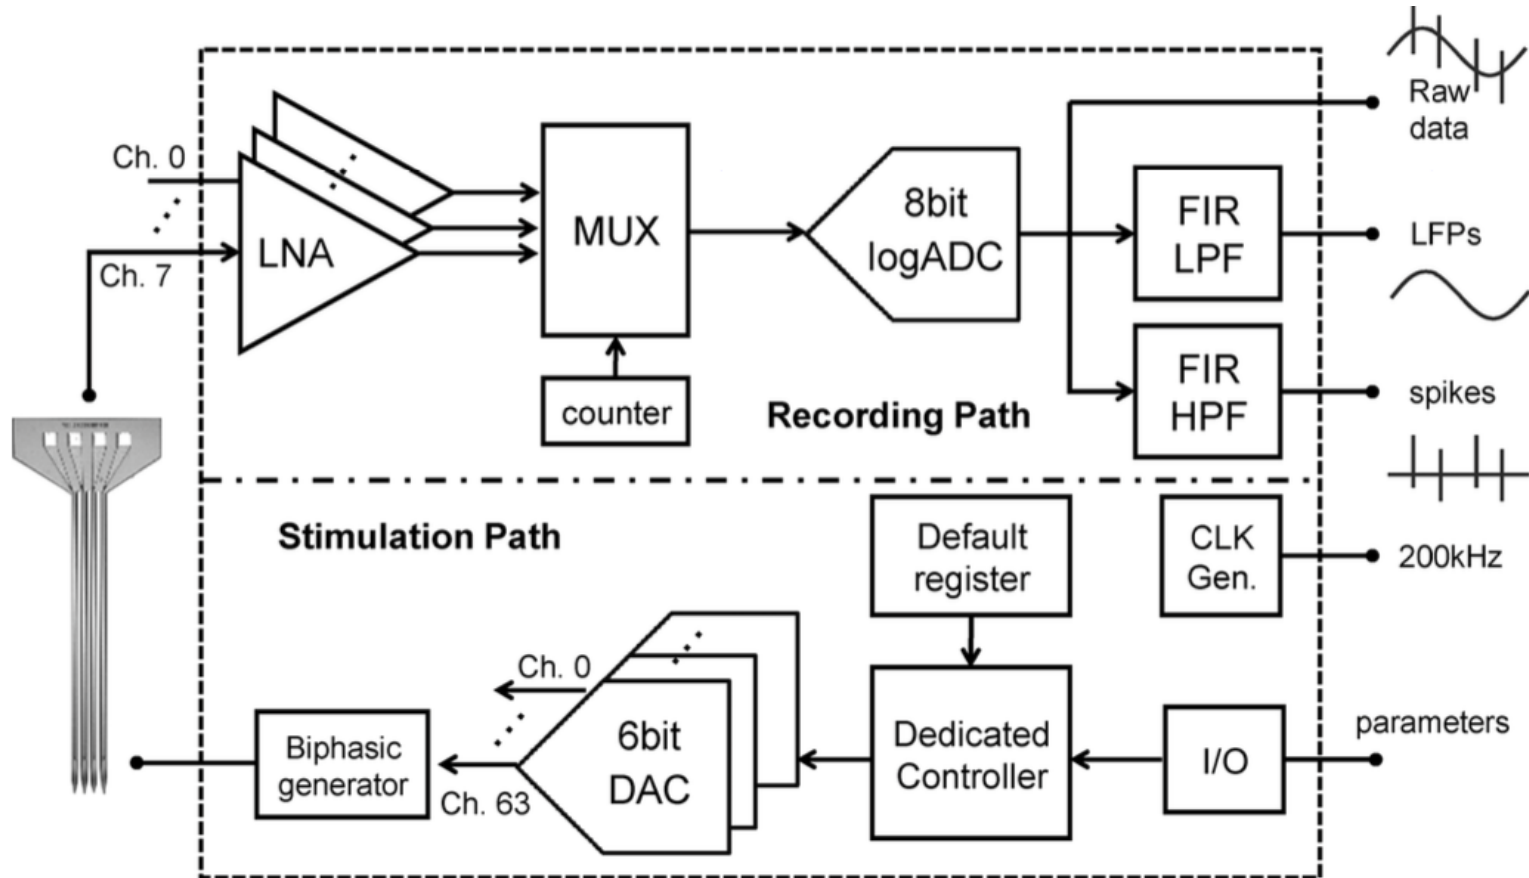 Raw
data
Ch. 0
LNA
Ch. 7
MUX
counter
8bit
logADC
FIR
LPF
LFPs
FIR
HPF
spikes
Recording Path
Stimulation Path
Default
register
CLK
Gen.
200kHz
Ch. 0
6bit
DAC
Ch. 63
Biphasic
generator
Dedicated
Controller
I/O
parameters